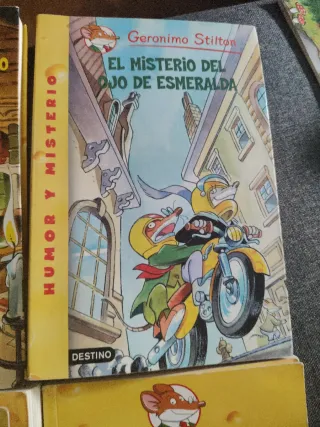 Geronimo Stilton
EL MISTERIO DEL
OJO DE ESMERALDA
HUMOR Y MISTERIO
DESTINO